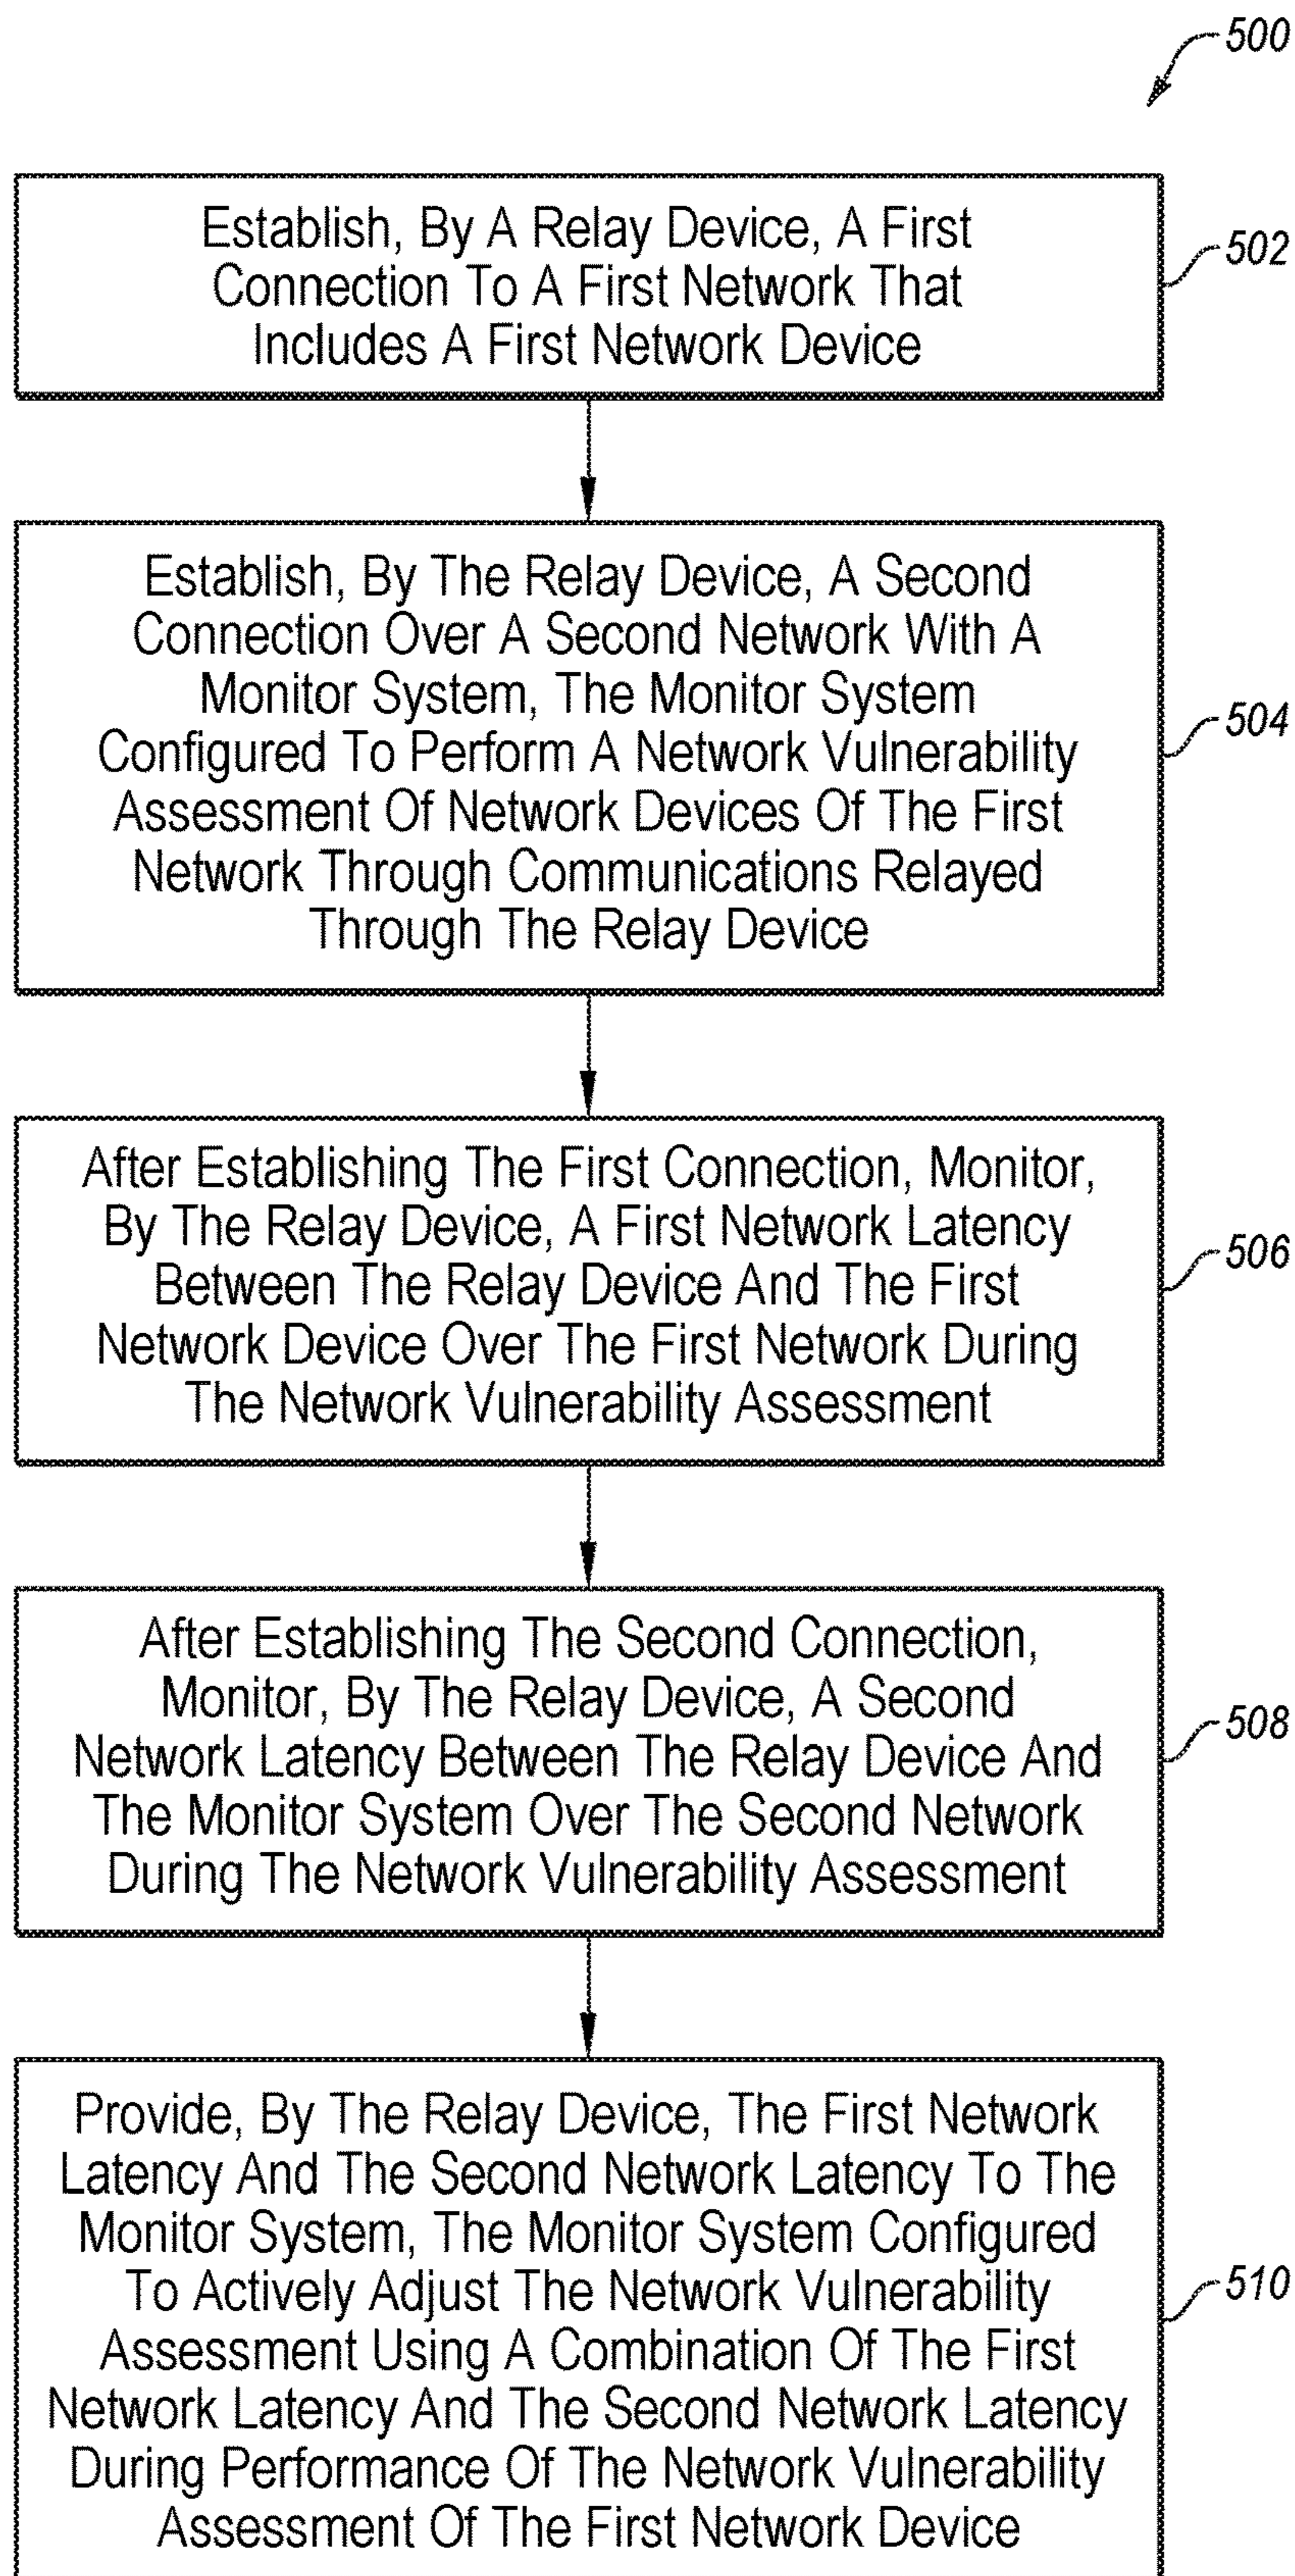 500
Establish, By A Relay Device, A First
Connection To A First Network That
Includes A First Network Device
502
Establish, By The Relay Device, A Second
Connection Over A Second Network With A
Monitor System, The Monitor System
Configured To Perform A Network Vulnerability
Assessment Of Network Devices Of The First
Network Through Communications Relayed
Through The Relay Device
504
After Establishing The First Connection, Monitor,
By The Relay Device, A First Network Latency
Between The Relay Device And The First
Network Device Over The First Network During
The Network Vulnerability Assessment
506
After Establishing The Second Connection,
Monitor, By The Relay Device, A Second
Network Latency Between The Relay Device And
The Monitor System Over The Second Network
During The Network Vulnerability Assessment
508
Provide, By The Relay Device, The First Network
Latency And The Second Network Latency To The
Monitor System, The Monitor System Configured
To Actively Adjust The Network Vulnerability
Assessment Using A Combination Of The First
Network Latency And The Second Network Latency
During Performance Of The Network Vulnerability
Assessment Of The First Network Device
510